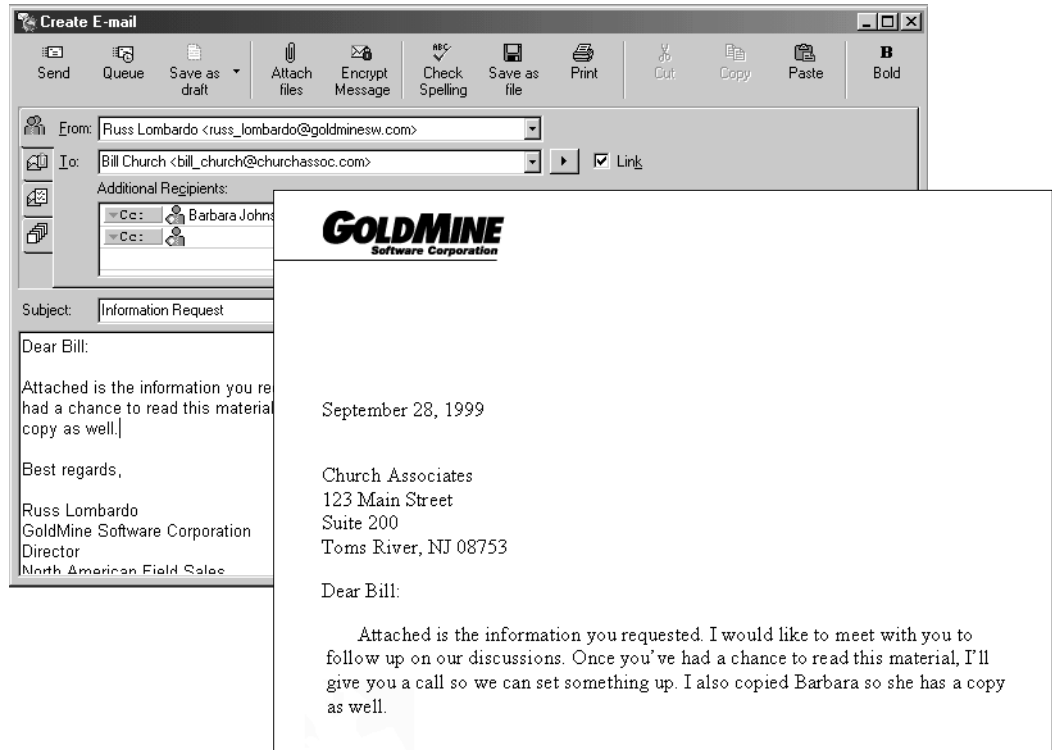 Create E-mail
Send Queue Save as draft Attach files Encrypt Message ABC Check Spelling Save as file Print Cut Copy B Paste Bold
From: Russ Lombardo <russ_lombardo@goldminesw.com>
To: Bill Church <bill_church@churchassoc.com> Link
Additional Recipients:
Cc: Barbara
Cc:
Subject: Information Request
Dear Bill:
Attached is the information you
had a chance to read this material
copy as well.
Best regards,
Russ Lombardo
GoldMine Software Corporation
Director
North American Field Sales
GOLDMINE
Software Corporation
September 28, 1999
Church Associates
123 Main Street
Suite 200
Toms River, NJ 08753
Dear Bill:
Attached is the information you requested. I would like to meet with you to
follow up on our discussions. Once you've had a chance to read this material, I'll
give you a call so we can set something up. I also copied Barbara so she has a copy
as well.